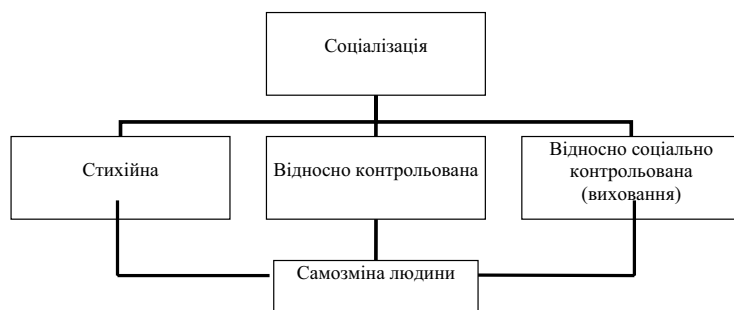 Соціалізація
Стихійна
Відносно контрольована
Відносно соціально
контрольована
(виховання)
Самозміна людини